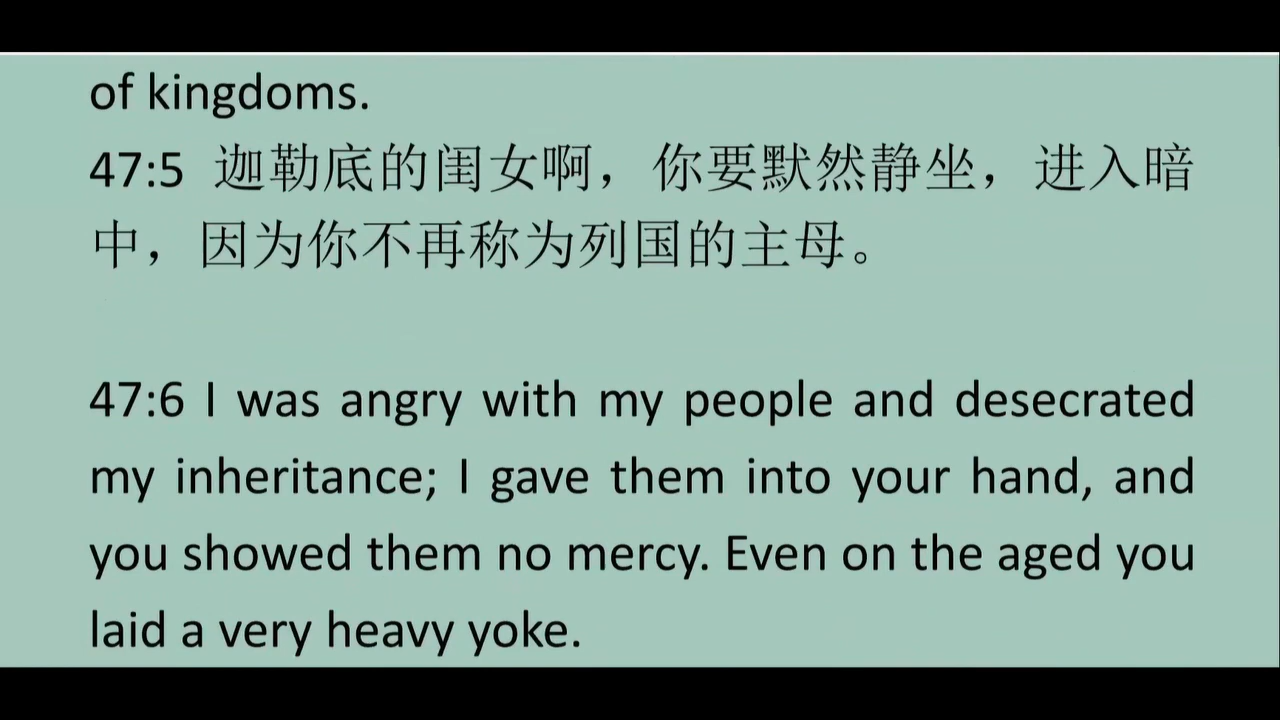 of kingdoms.
47:5 迦勒底的闺女啊，你要默然静坐，进入暗
中，因为你不再称为列国的主母。
47:6 I was angry with my people and desecrated
my inheritance; I gave them into your hand, and
you showed them no mercy. Even on the aged you
laid a very heavy yoke.